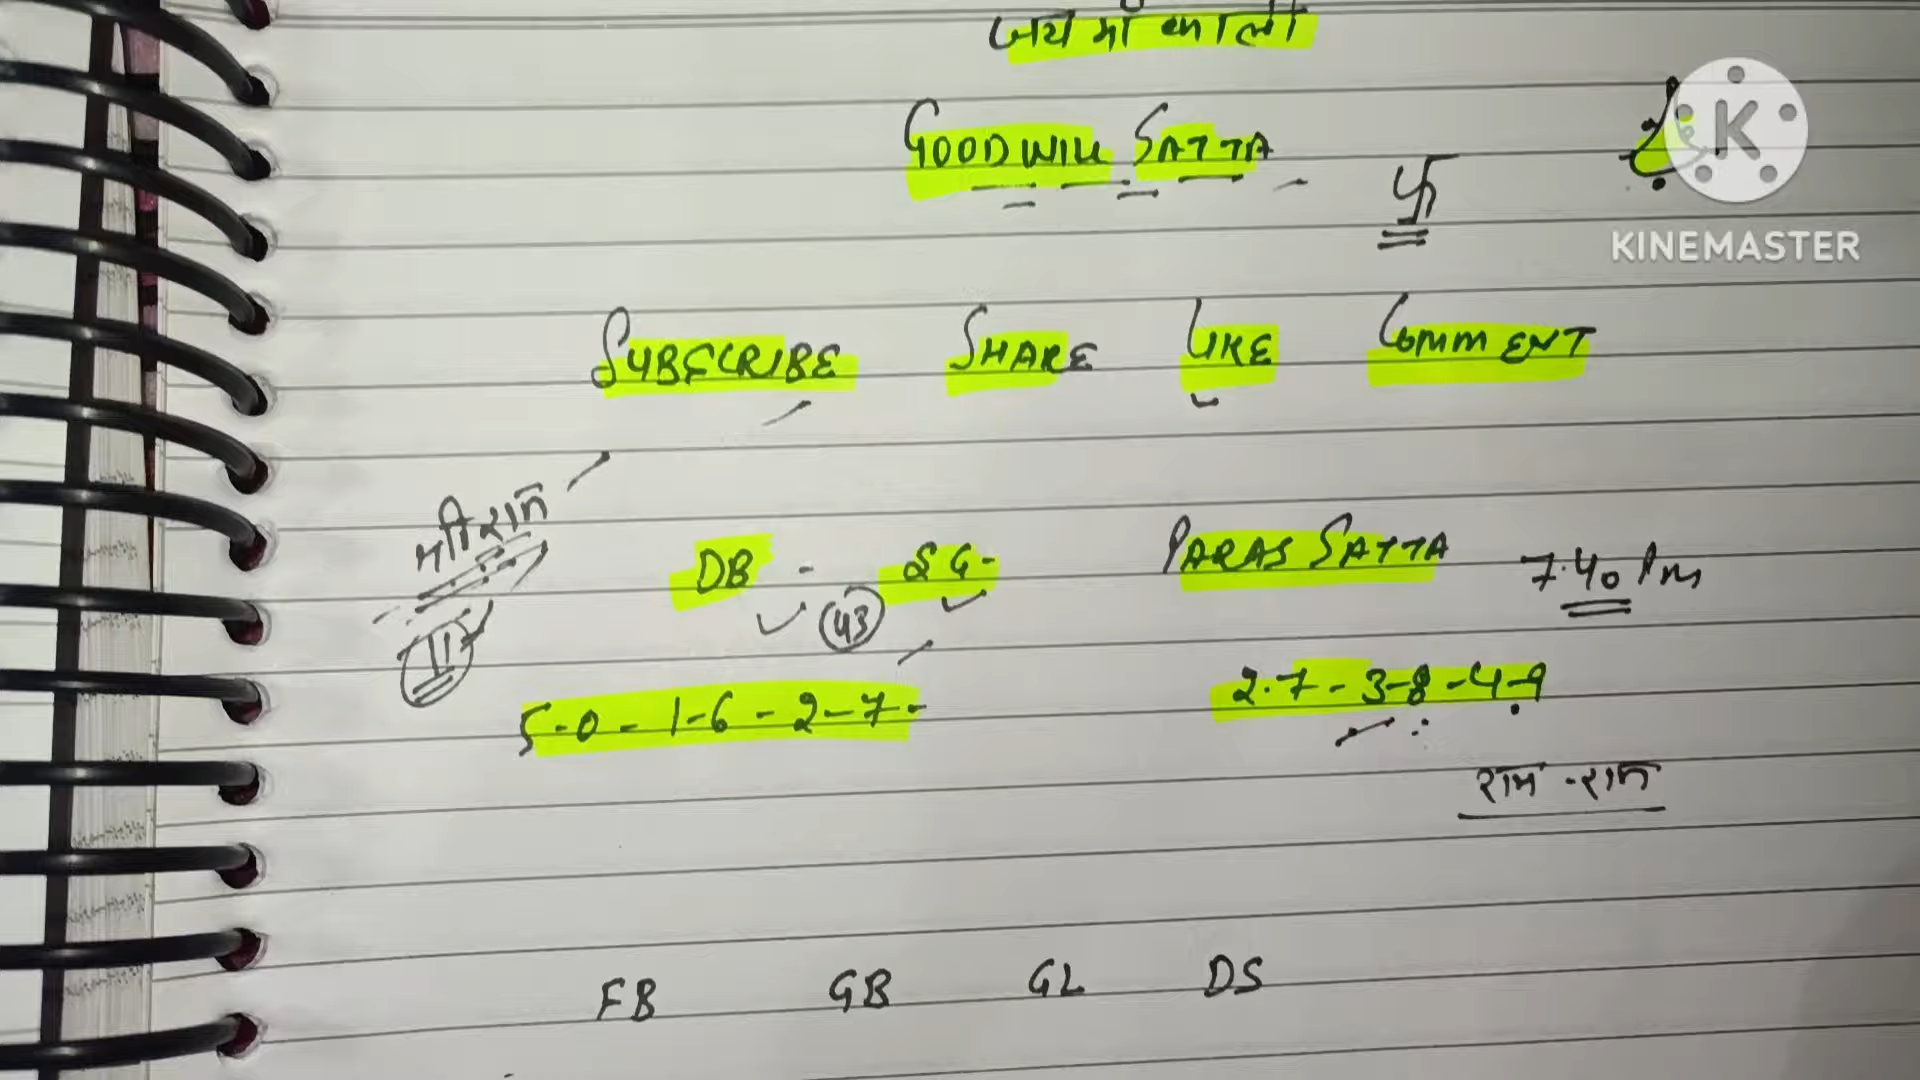 जय माँ काली
GOODWILL SATTA
KINEMASTER
SUBSCRIBE SHARE LIKE COMMENT
DB - SG - PARAS SATTA 7.40 Pm
43
11
5-0-1-6-2-7- 2.7-3-8-4-9
राम-राम
FB GB GL DS